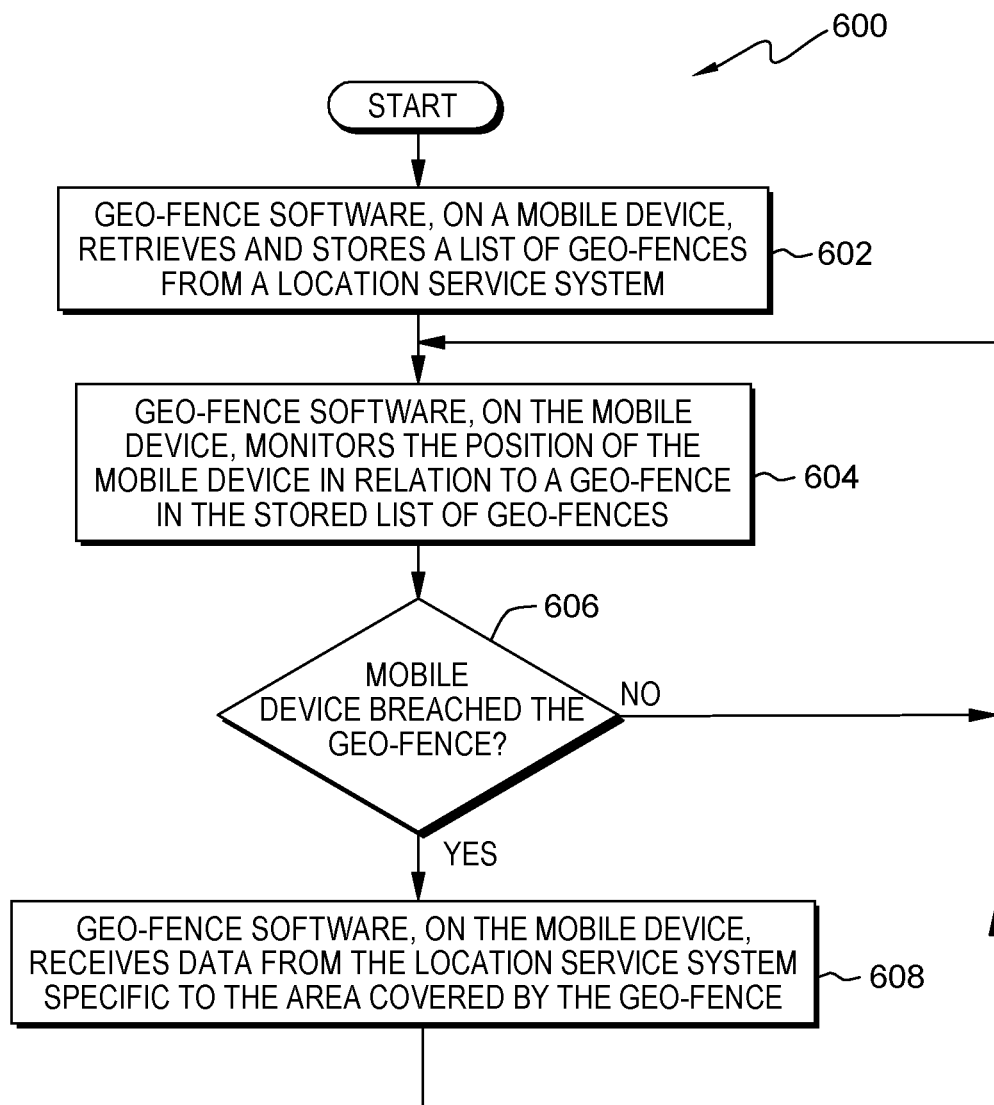 600
START
GEO-FENCE SOFTWARE, ON A MOBILE DEVICE,
RETRIEVES AND STORES A LIST OF GEO-FENCES
FROM A LOCATION SERVICE SYSTEM
602
GEO-FENCE SOFTWARE, ON THE MOBILE
DEVICE, MONITORS THE POSITION OF THE
MOBILE DEVICE IN RELATION TO A GEO-FENCE
IN THE STORED LIST OF GEO-FENCES
604
606
MOBILE
DEVICE BREACHED THE
GEO-FENCE?
NO
YES
GEO-FENCE SOFTWARE, ON THE MOBILE DEVICE,
RECEIVES DATA FROM THE LOCATION SERVICE SYSTEM
SPECIFIC TO THE AREA COVERED BY THE GEO-FENCE
608